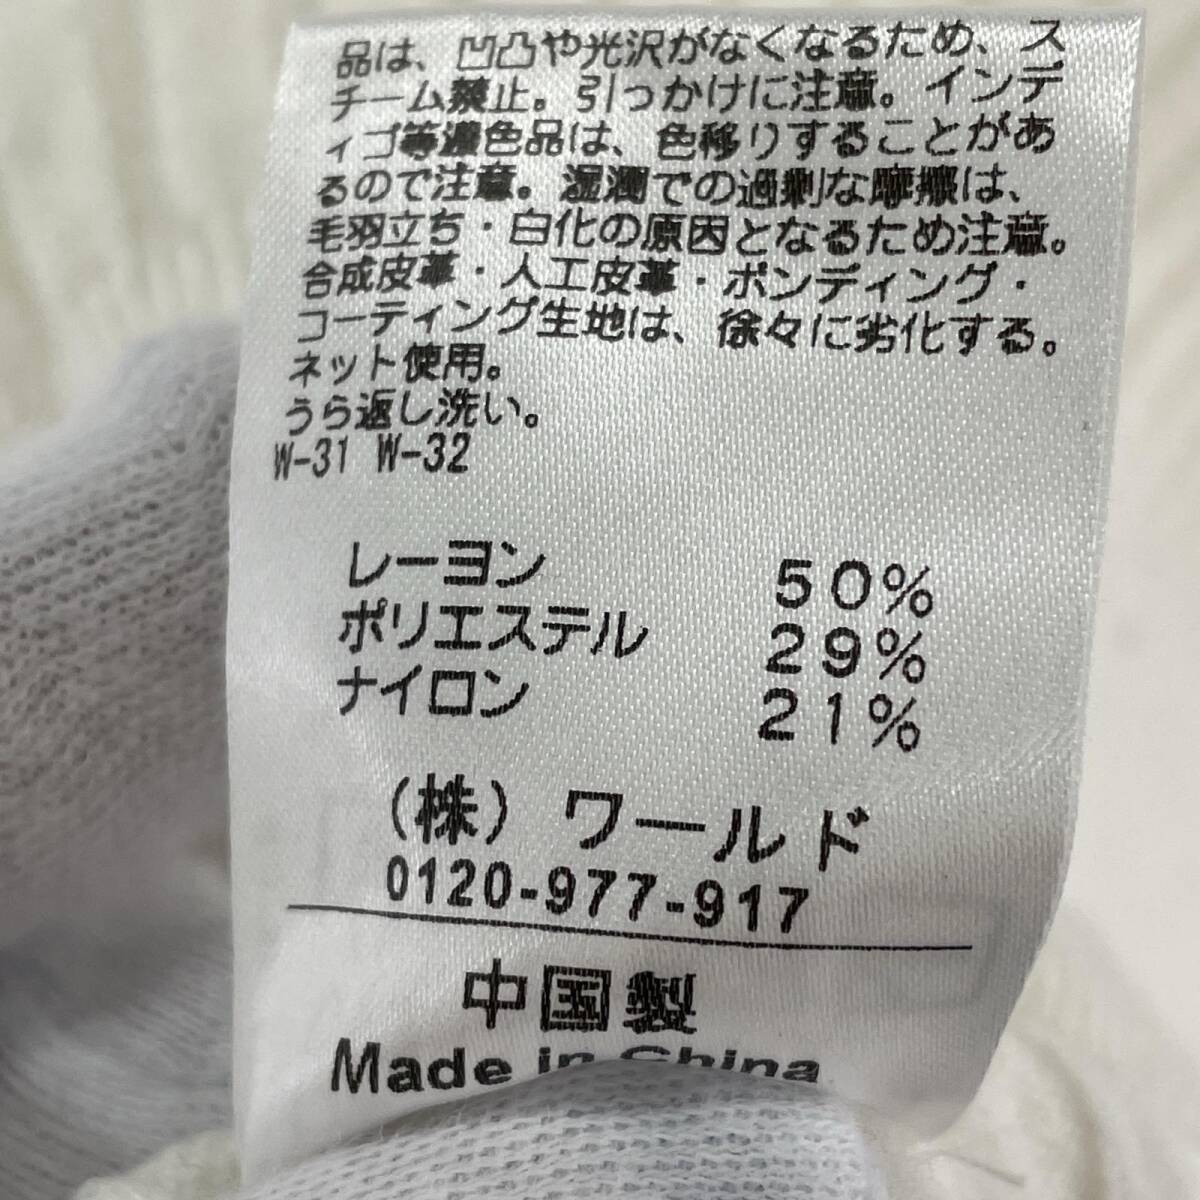 品は、凹凸や光沢がなくなるため、ス
チーム禁止。引っかけに注意。インデ
ィゴ等濃色品は、色移りすることがあ
るので注意。湿潤での過剰な摩擦は、
毛羽立ち・白化の原因となるため注意。
合成皮革・人工皮革・ボンディング・
コーティング生地は、徐々に劣化する。
ネット使用。
うら返し洗い。
W-31 W-32
レーヨン 50%
ポリエステル 29%
ナイロン 21%
(株) ワールド
0120-977-917
中国製
Made in China